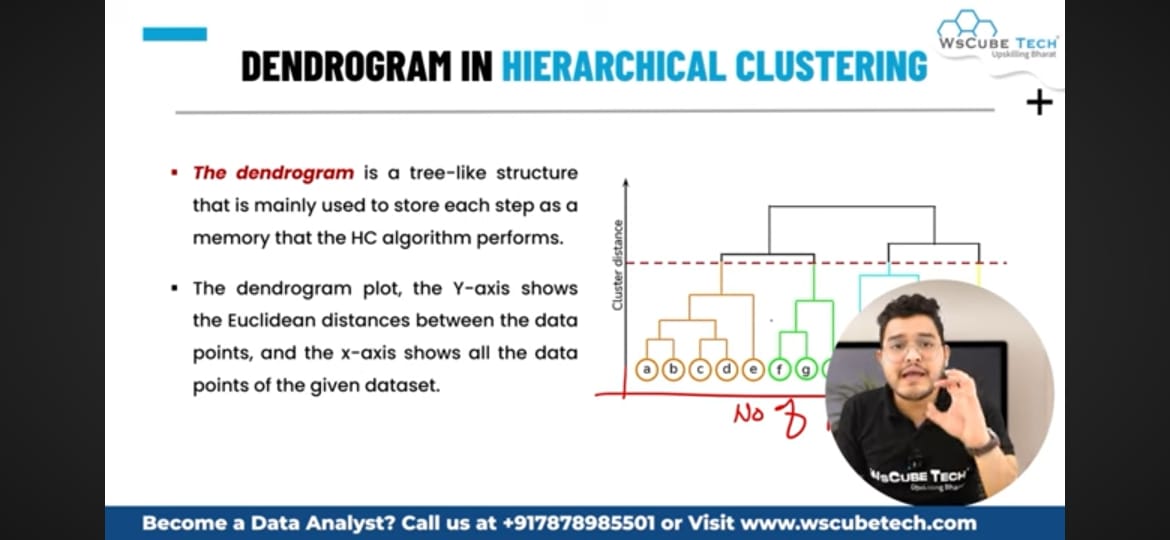 WsCube Tech
Upskilling Bharat
DENDROGRAM IN HIERARCHICAL CLUSTERING
+
▪ The dendrogram is a tree-like structure
that is mainly used to store each step as a
memory that the HC algorithm performs.
▪ The dendrogram plot, the Y-axis shows
the Euclidean distances between the data
points, and the x-axis shows all the data
points of the given dataset.
Cluster distance
a b c d e f g
No of
WsCube Tech
Become a Data Analyst? Call us at +917878985501 or Visit www.wscubetech.com